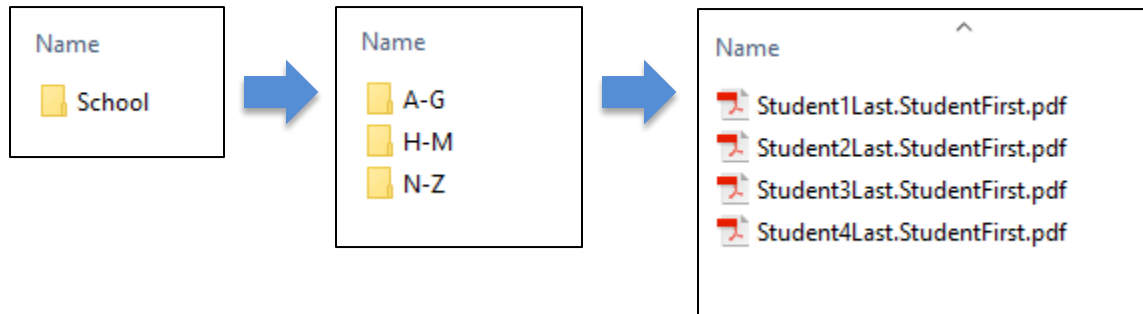 Name
School
Name
A-G
H-M
N-Z
Name
Student1Last.StudentFirst.pdf
Student2Last.StudentFirst.pdf
Student3Last.StudentFirst.pdf
Student4Last.StudentFirst.pdf